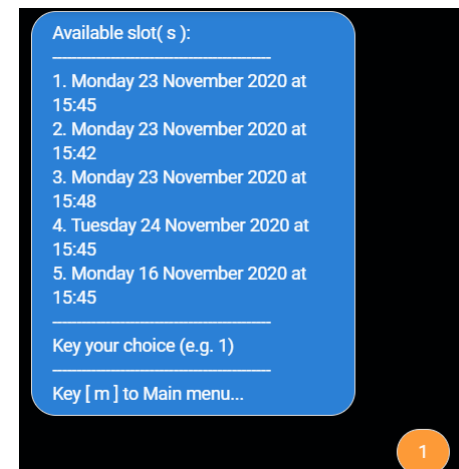 Available slot( s ):
----------------------------------------
1. Monday 23 November 2020 at
15:45
2. Monday 23 November 2020 at
15:42
3. Monday 23 November 2020 at
15:48
4. Tuesday 24 November 2020 at
15:45
5. Monday 16 November 2020 at
15:45
----------------------------------------
Key your choice (e.g. 1)
----------------------------------------
Key [ m ] to Main menu...
1